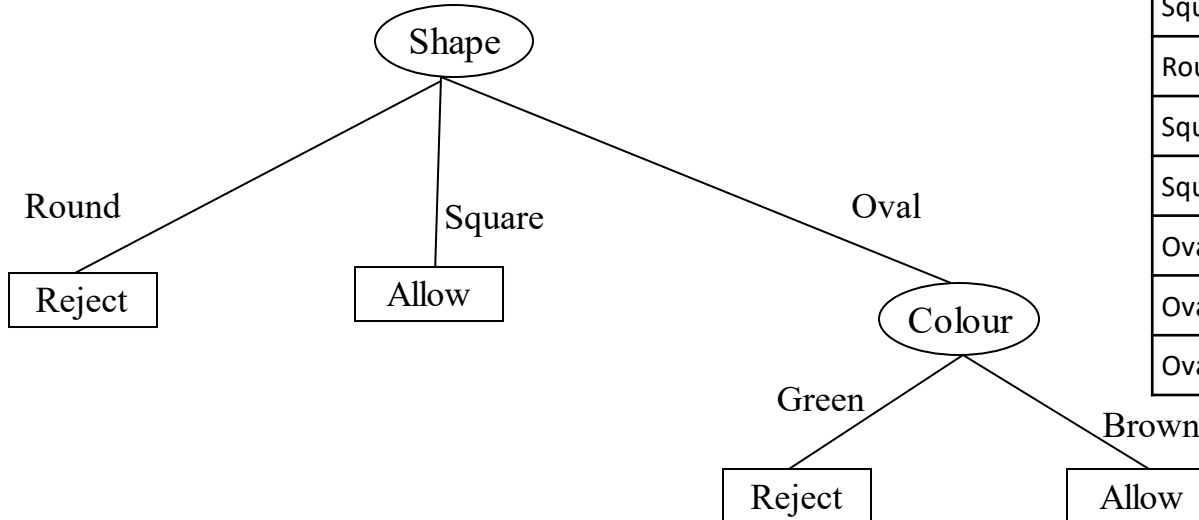 Shape
Round
Square
Oval
Reject
Allow
Colour
Green
Brown
Reject
Allow